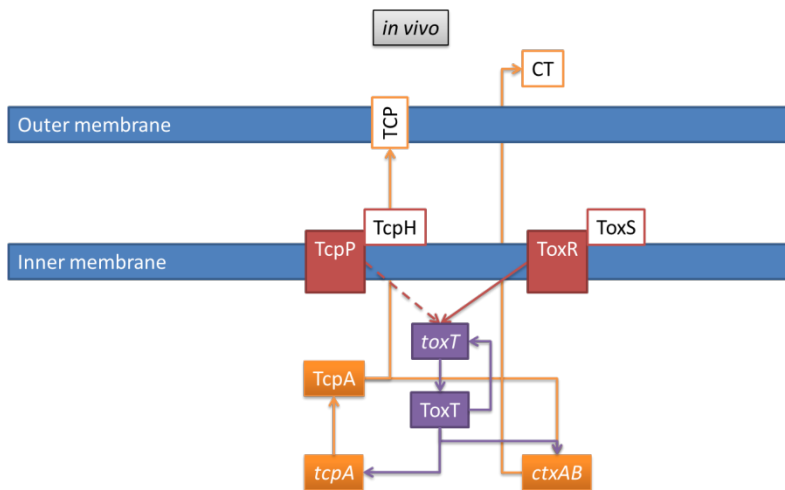 in vivo
CT
Outer membrane
TCP
TcpH
ToxS
TcpP
ToxR
Inner membrane
toxT
TcpA
ToxT
tcpA
ctxAB